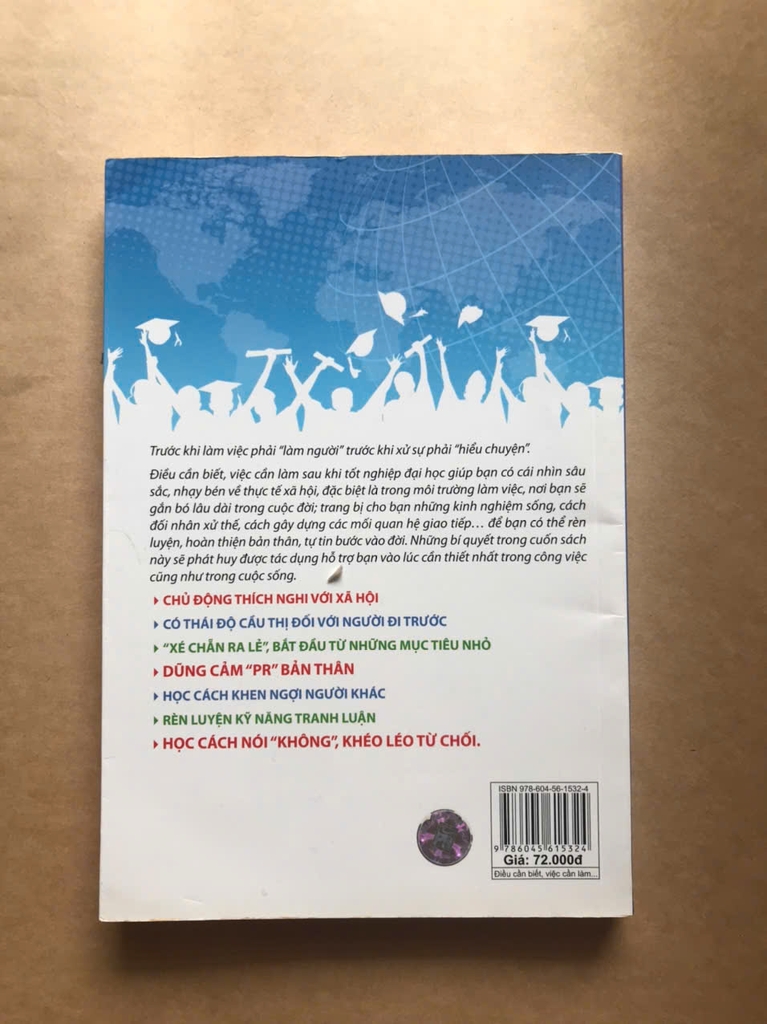 Trước khi làm việc phải “làm người” trước khi xử sự phải “hiểu chuyện”.
Điều cần biết, việc cần làm sau khi tốt nghiệp đại học giúp bạn có cái nhìn sâu
sắc, nhạy bén về thực tế xã hội, đặc biệt là trong môi trường làm việc, nơi bạn sẽ
gắn bó lâu dài trong cuộc đời; trang bị cho bạn những kinh nghiệm sống, cách
đối nhân xử thế, cách gây dựng các mối quan hệ giao tiếp... để bạn có thể rèn
luyện, hoàn thiện bản thân, tự tin bước vào đời. Những bí quyết trong cuốn sách
này sẽ phát huy được tác dụng hỗ trợ bạn vào lúc cần thiết nhất trong công việc
cũng như trong cuộc sống.
CHỦ ĐỘNG THÍCH NGHI VỚI XÃ HỘI
CÓ THÁI ĐỘ CẦU THỊ ĐỐI VỚI NGƯỜI ĐI TRƯỚC
“XÉ CHẴN RA LẺ”, BẮT ĐẦU TỪ NHỮNG MỤC TIÊU NHỎ
DŨNG CẢM “PR” BẢN THÂN
HỌC CÁCH KHEN NGỢI NGƯỜI KHÁC
RÈN LUYỆN KỸ NĂNG TRANH LUẬN
HỌC CÁCH NÓI “KHÔNG”, KHÉO LÉO TỪ CHỐI.
ISBN 978-604-56-1532-4
9 786045 615324
Giá: 72.000đ
Điều cần biết, việc cần làm...